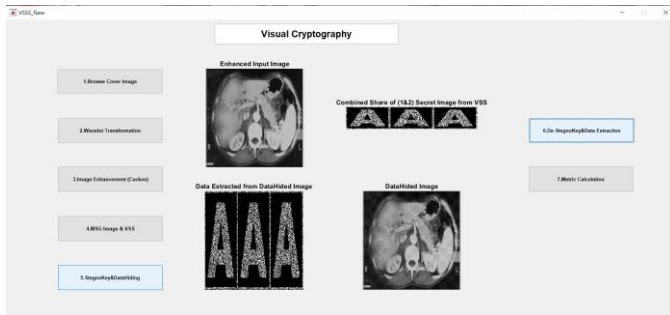 VSSS_New
Visual Cryptography
Enhanced Input Image
1.Browse Cover Image
Combined Share of (1&2) Secret Image from VSS
AAA
2.Wavelet Transformation
6.De-StegnoKey&Data Extraction
3.Image Enhancement (Cuckoo)
7.Metric Calculation
Data Extracted from DataHided Image
DataHided Image
AAA
4.MSG Image & VSS
5.StegnoKey&DataHiding